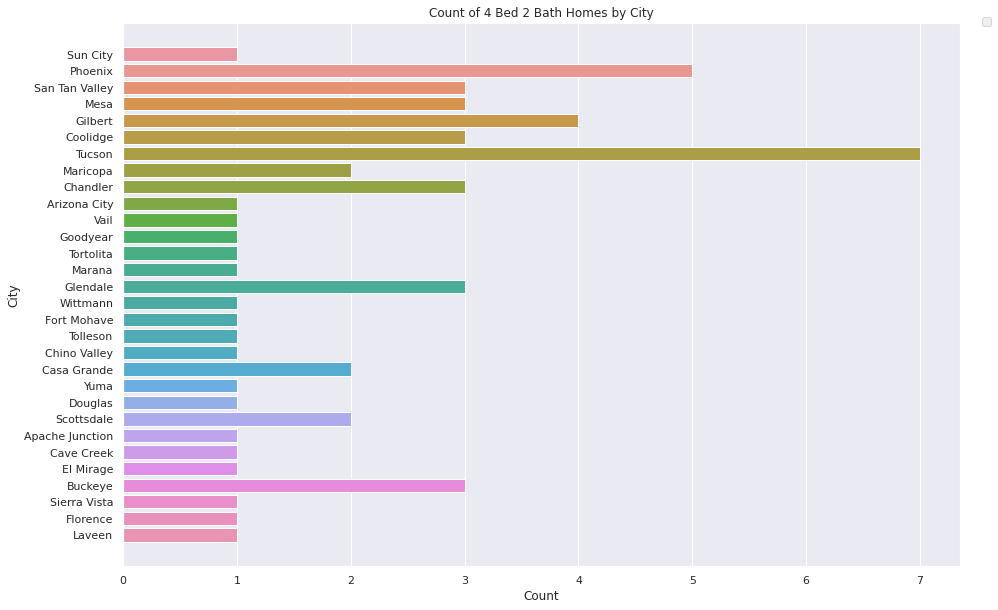 Count of 4 Bed 2 Bath Homes by City
Sun City
Phoenix
San Tan Valley
Mesa
Gilbert
Coolidge
Tucson
Maricopa
Chandler
Arizona City
Vail
Goodyear
Tortolita
Marana
Glendale
Wittmann
Fort Mohave
Tolleson
Chino Valley
Casa Grande
Yuma
Douglas
Scottsdale
Apache Junction
Cave Creek
El Mirage
Buckeye
Sierra Vista
Florence
Laveen
City
0 1 2 3 4 5 6 7
Count